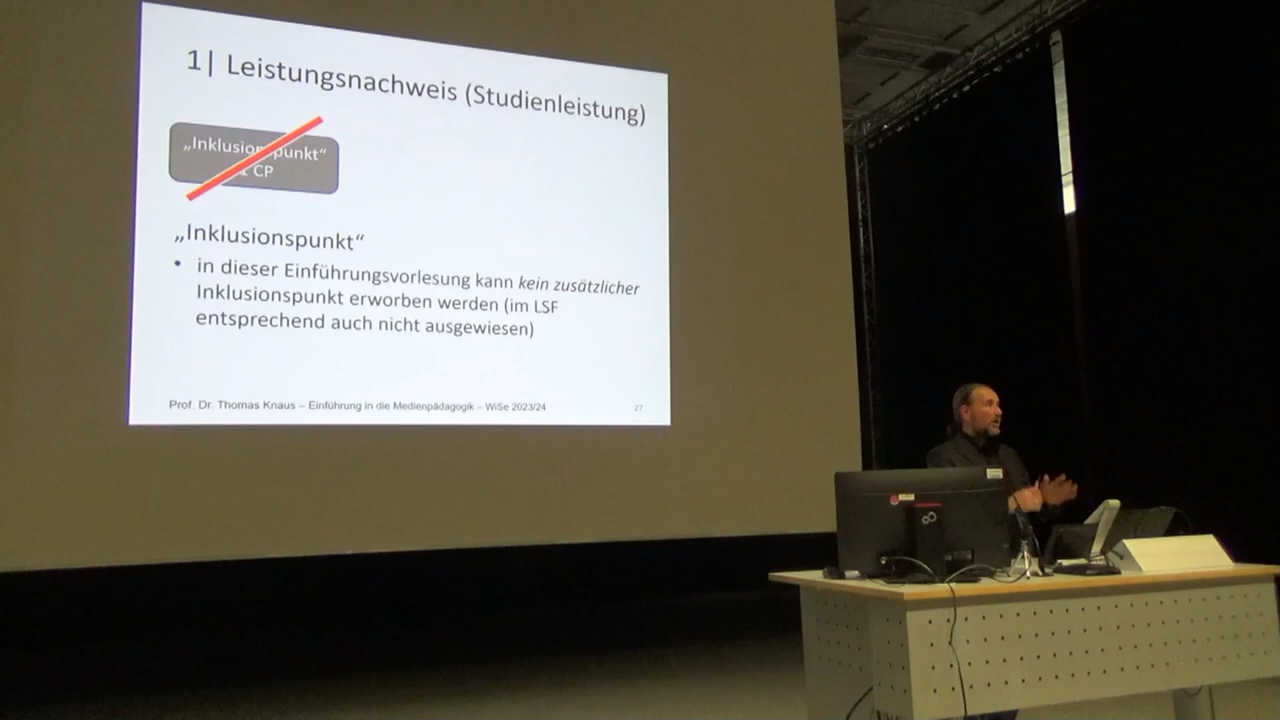 1| Leistungsnachweis (Studienleistung)
„Inklusionspunkt“
CP
„Inklusionspunkt“
• in dieser Einführungsvorlesung kann kein zusätzlicher
Inklusionspunkt erworben werden (im LSF
entsprechend auch nicht ausgewiesen)
Prof. Dr. Thomas Knaus – Einführung in die Medienpädagogik – WiSe 2023/24
27